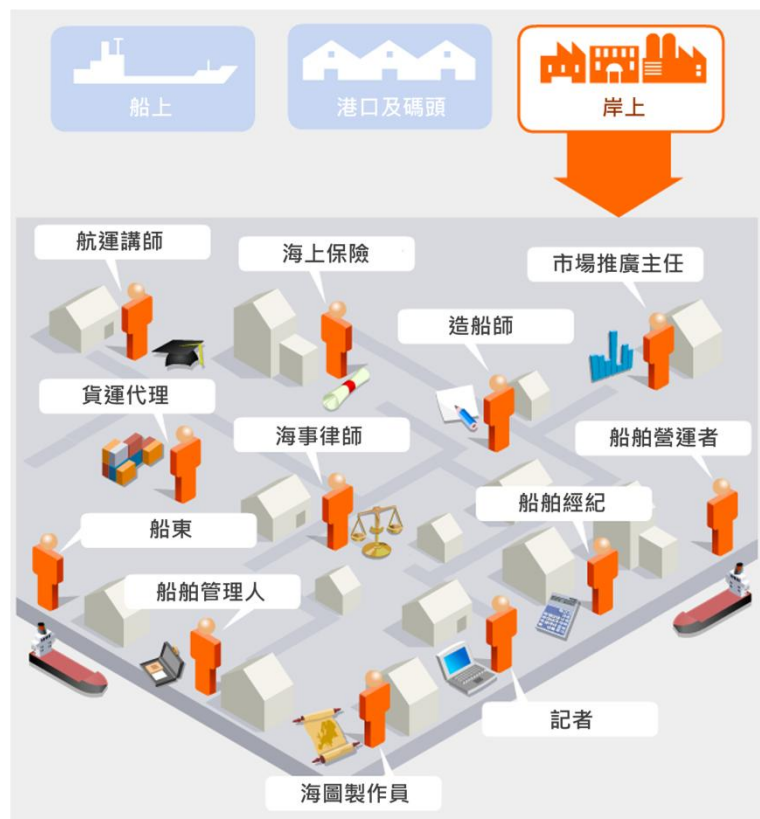 船上
港口及碼頭
岸上
航運講師
海上保險
市場推廣主任
造船師
貨運代理
海事律師
船舶營運者
船舶經紀
船東
船舶管理人
記者
海圖製作員